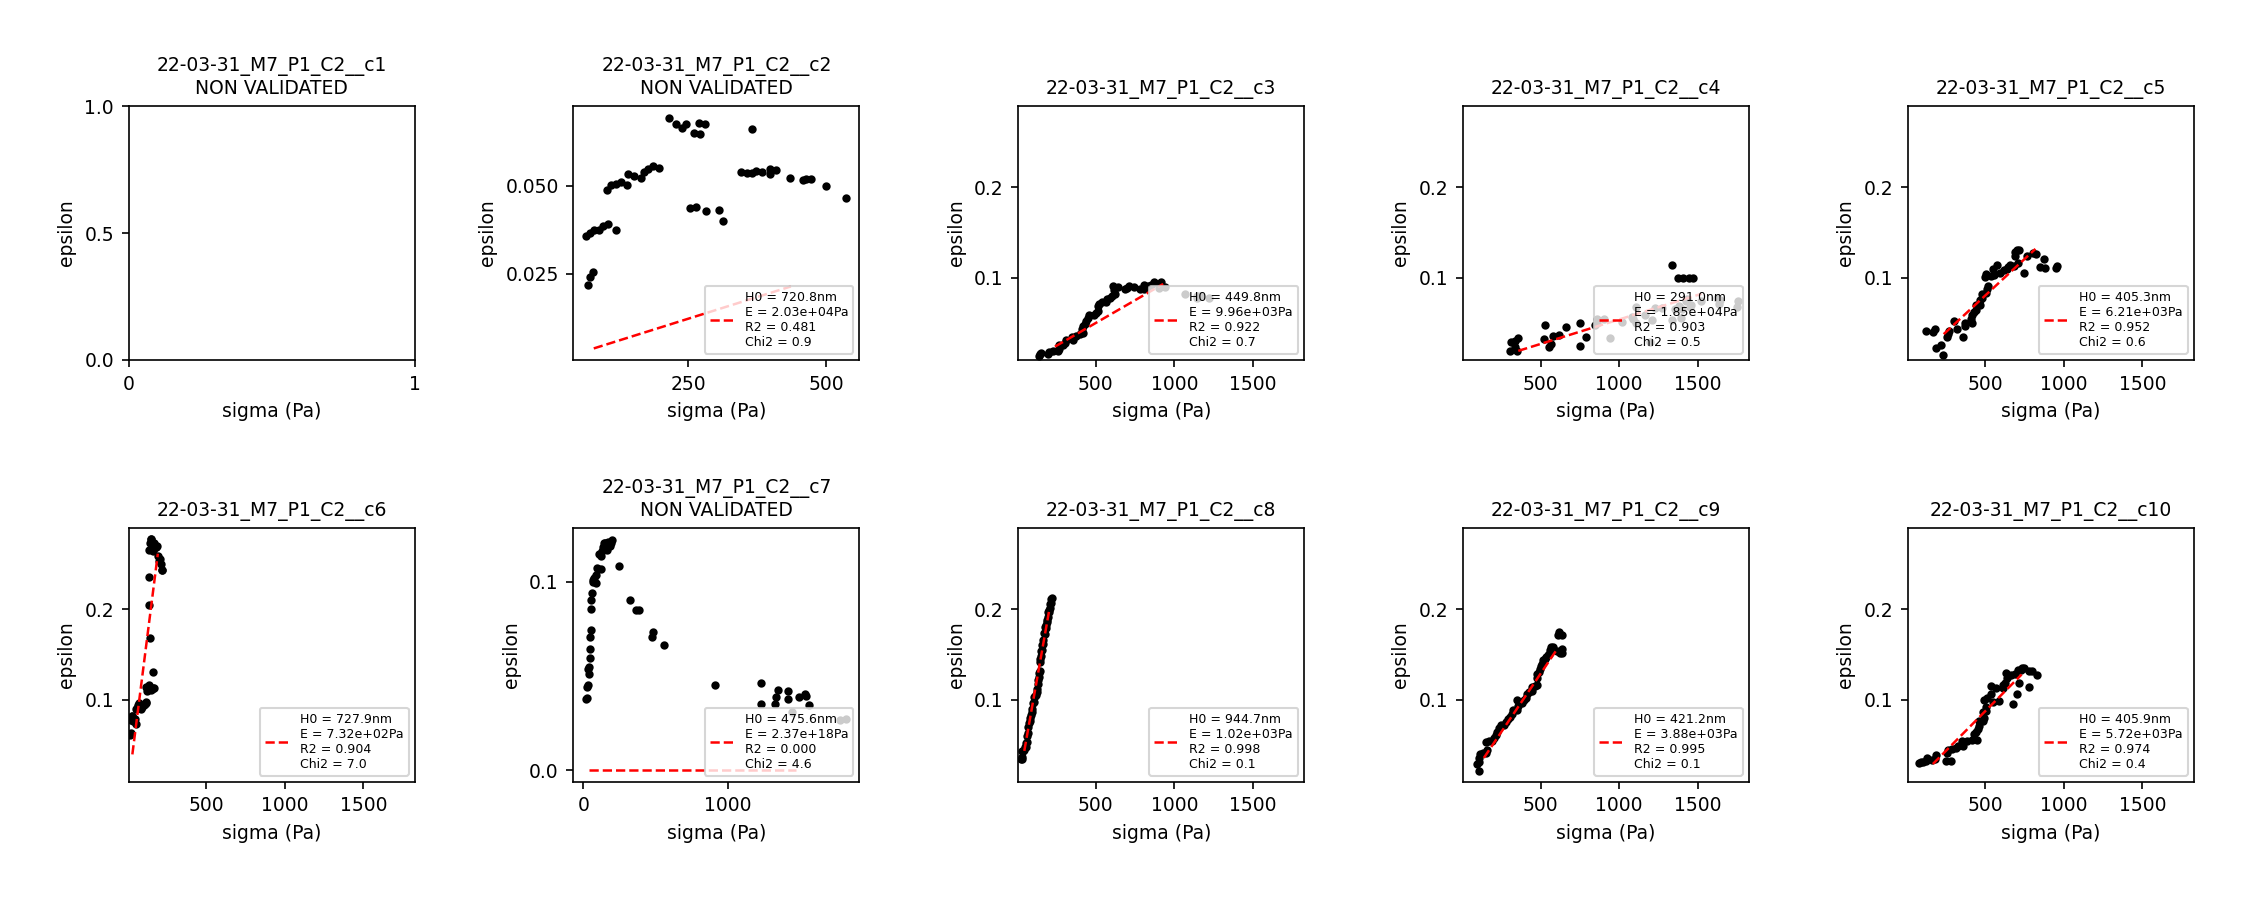 22-03-31_M7_P1_C2__c1
NON VALIDATED
1.0
0.5
0.0
epsilon
0
1
sigma (Pa)
22-03-31_M7_P1_C2__c2
NON VALIDATED
0.050
0.025
epsilon
H0 = 720.8nm
E = 2.03e+04Pa
R2 = 0.481
Chi2 = 0.9
250
500
sigma (Pa)
22-03-31_M7_P1_C2__c3
0.2
0.1
epsilon
H0 = 449.8nm
E = 9.96e+03Pa
R2 = 0.922
Chi2 = 0.7
500
1000
1500
sigma (Pa)
22-03-31_M7_P1_C2__c4
0.2
0.1
epsilon
H0 = 291.0nm
E = 1.85e+04Pa
R2 = 0.903
Chi2 = 0.5
500
1000
1500
sigma (Pa)
22-03-31_M7_P1_C2__c5
0.2
0.1
epsilon
H0 = 405.3nm
E = 6.21e+03Pa
R2 = 0.952
Chi2 = 0.6
500
1000
1500
sigma (Pa)
22-03-31_M7_P1_C2__c6
0.2
0.1
epsilon
H0 = 727.9nm
E = 7.32e+02Pa
R2 = 0.904
Chi2 = 7.0
500
1000
1500
sigma (Pa)
22-03-31_M7_P1_C2__c7
NON VALIDATED
0.1
0.0
epsilon
H0 = 475.6nm
E = 2.37e+18Pa
R2 = 0.000
Chi2 = 4.6
0
1000
sigma (Pa)
22-03-31_M7_P1_C2__c8
0.2
0.1
epsilon
H0 = 944.7nm
E = 1.02e+03Pa
R2 = 0.998
Chi2 = 0.1
500
1000
1500
sigma (Pa)
22-03-31_M7_P1_C2__c9
0.2
0.1
epsilon
H0 = 421.2nm
E = 3.88e+03Pa
R2 = 0.995
Chi2 = 0.1
500
1000
1500
sigma (Pa)
22-03-31_M7_P1_C2__c10
0.2
0.1
epsilon
H0 = 405.9nm
E = 5.72e+03Pa
R2 = 0.974
Chi2 = 0.4
500
1000
1500
sigma (Pa)